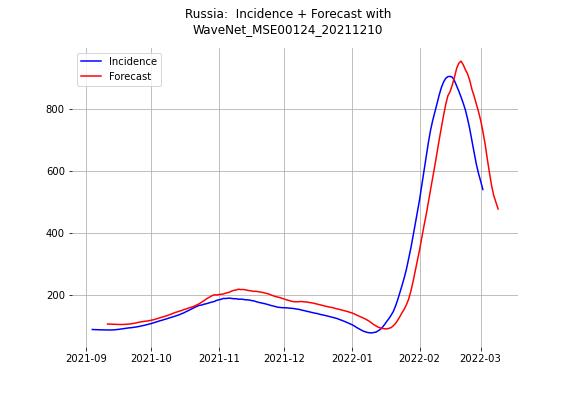 Russia:  Incidence + Forecast with
WaveNet_MSE00124_20211210
Incidence
Forecast
800
600
400
200
2021-09 2021-10 2021-11 2021-12 2022-01 2022-02 2022-03